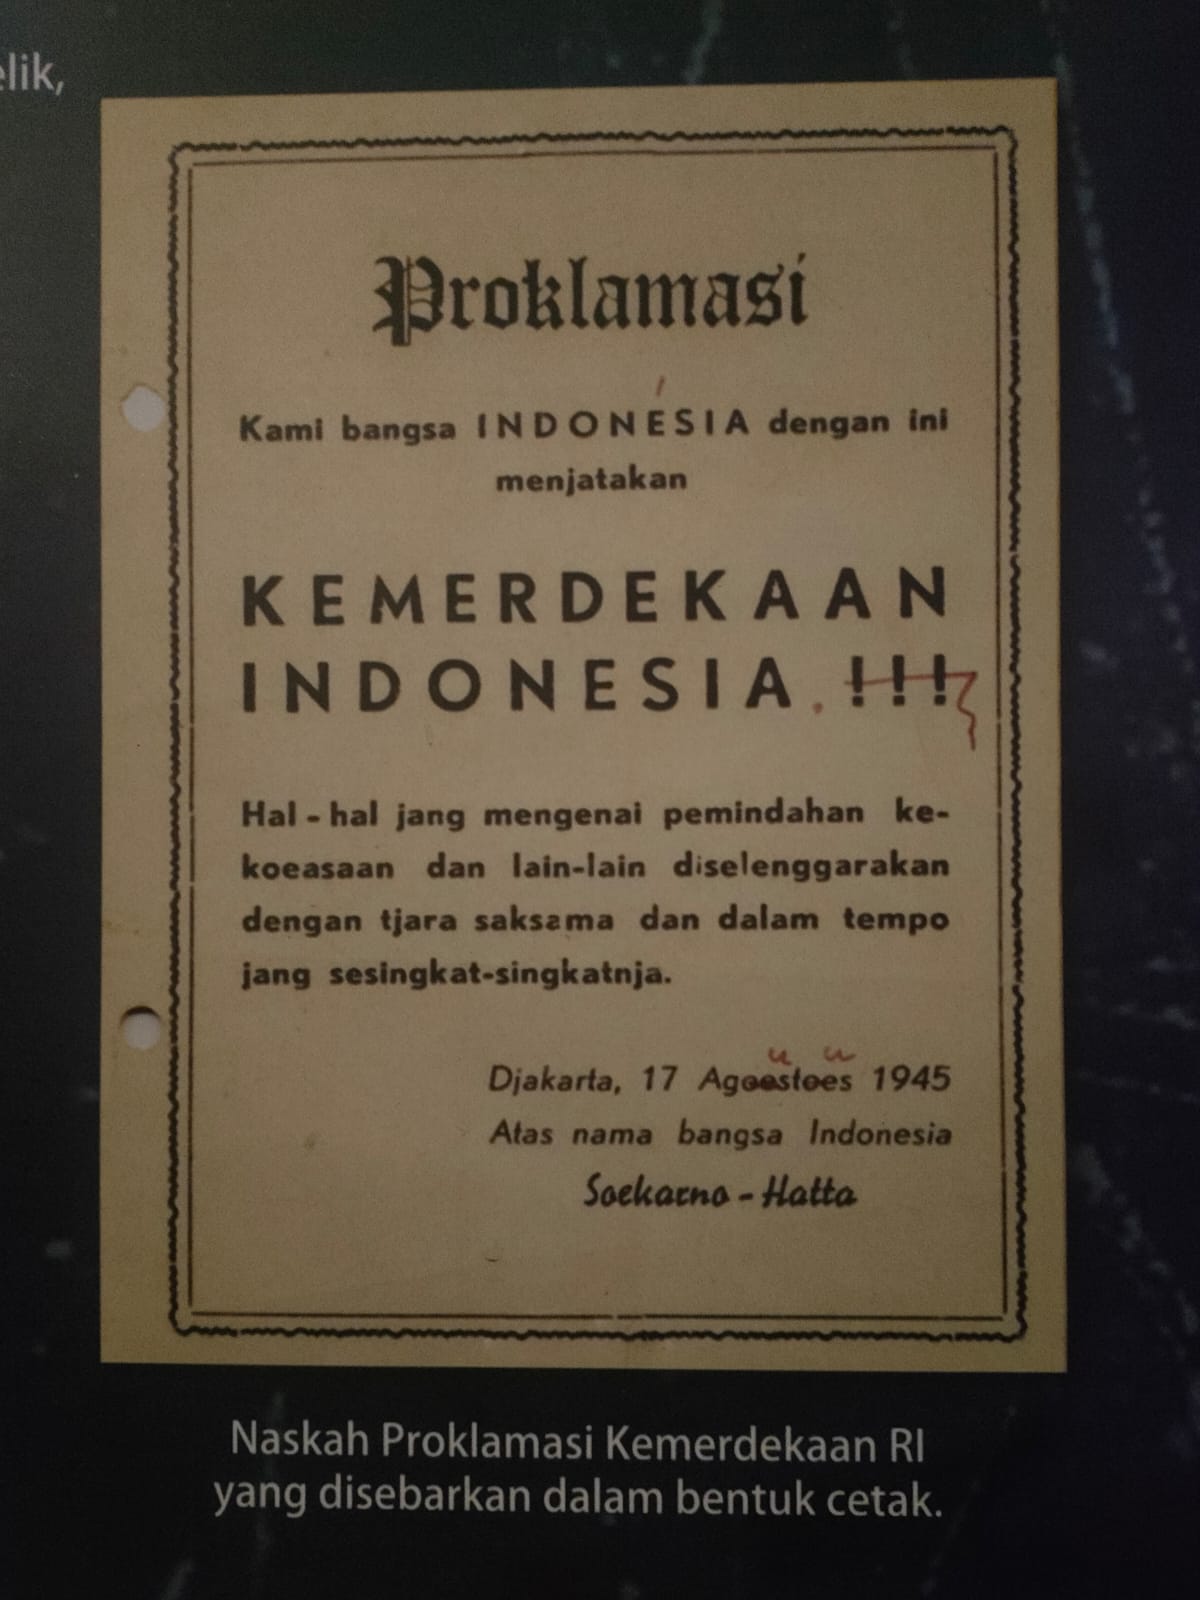 elik,
Proklamasi
Kami bangsa INDONESIA dengan ini
menjatakan
KEMERDEKAAN
INDONESIA. !!!
Hal - hal jang mengenai pemindahan ke-
koeasaan dan lain-lain diselenggarakan
dengan tjara saksama dan dalam tempo
jang sesingkat-singkatnja.
u u
Djakarta, 17 Agoestoes 1945
Atas nama bangsa Indonesia
Soekarno - Hatta
Naskah Proklamasi Kemerdekaan RI
yang disebarkan dalam bentuk cetak.